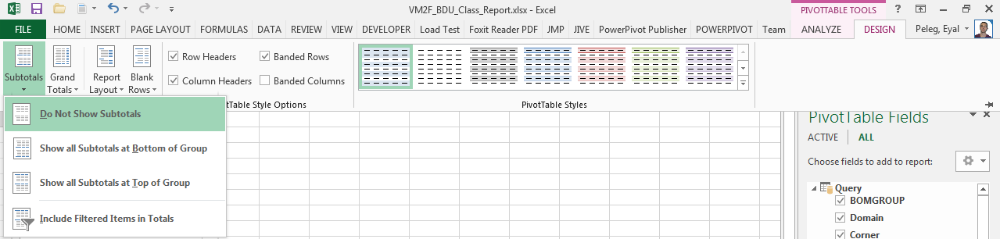 VM2F_BDU_Class_Report.xlsx - Excel
PIVOTTABLE TOOLS
?
FILE HOME INSERT PAGE LAYOUT FORMULAS DATA REVIEW VIEW DEVELOPER Load Test Foxit Reader PDF JMP JIVE PowerPivot Publisher POWERPIVOT Team ANALYZE DESIGN Peleg, Eyal
Subtotals
Grand Totals
Report Layout
Blank Rows
Row Headers
Banded Rows
Column Headers
Banded Columns
tTable Style Options
PivotTable Styles
Do Not Show Subtotals
Show all Subtotals at Bottom of Group
Show all Subtotals at Top of Group
Include Filtered Items in Totals
PivotTable Fields
ACTIVE ALL
Choose fields to add to report:
Query
BOMGROUP
Domain
Corner